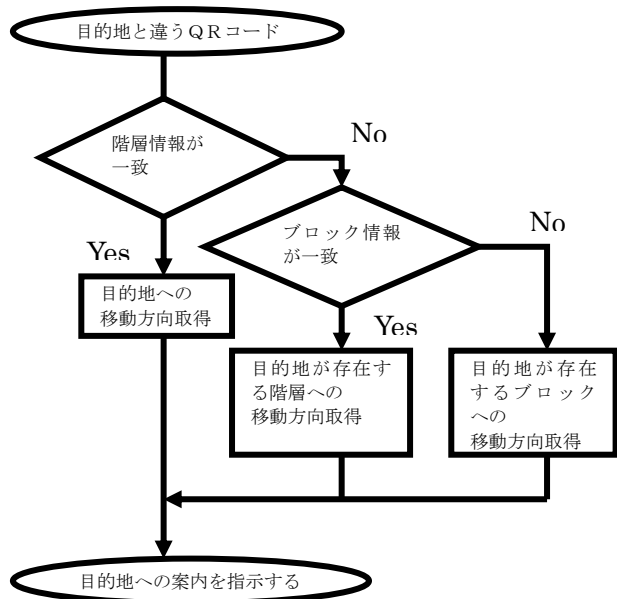 目的地と違うＱＲコード
階層情報が
一致
No
ブロック情報
が一致
No
Yes
目的地への
移動方向取得
Yes
目的地が存在す
る階層への
移動方向取得
目的地が存在
するブロック
への
移動方向取得
目的地への案内を指示する